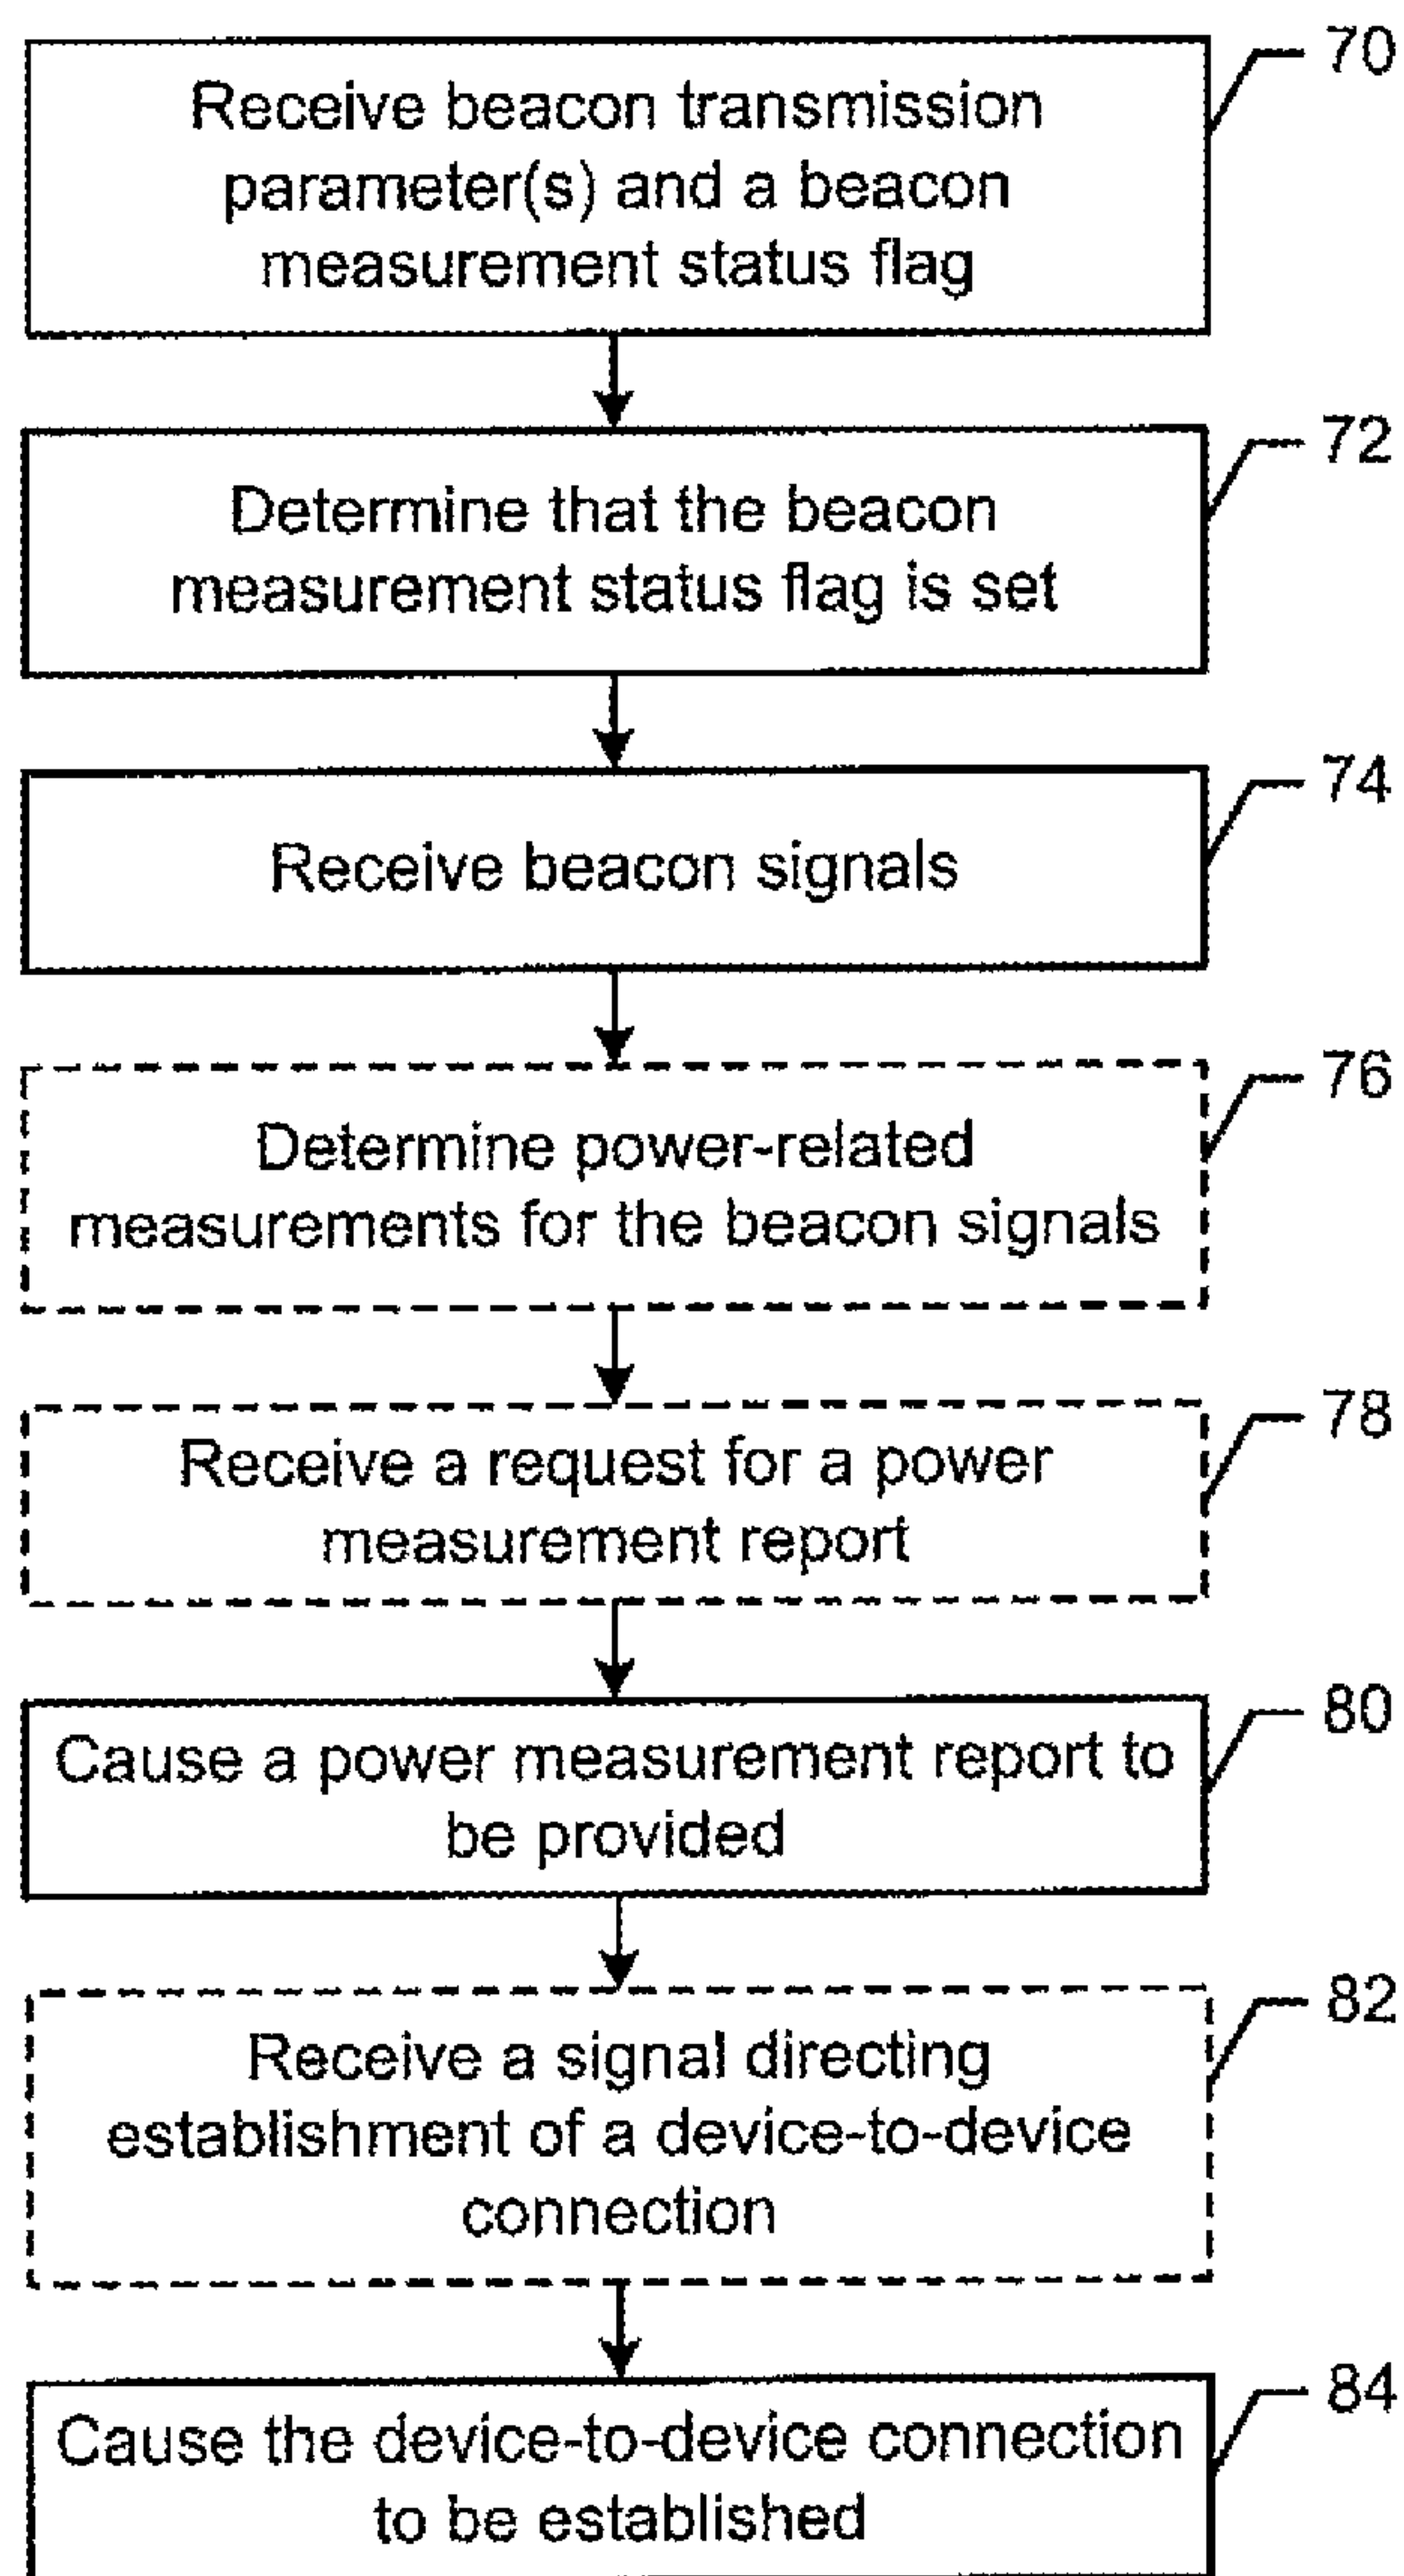 70
Receive beacon transmission
parameter(s) and a beacon
measurement status flag
72
Determine that the beacon
measurement status flag is set
74
Receive beacon signals
76
Determine power-related
measurements for the beacon signals
78
Receive a request for a power
measurement report
80
Cause a power measurement report to
be provided
82
Receive a signal directing
establishment of a device-to-device
connection
84
Cause the device-to-device connection
to be established